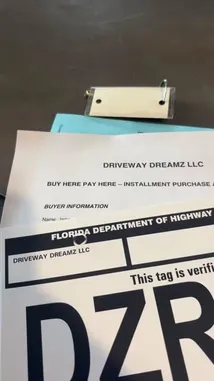 DRIVEWAY DREAMZ LLC
BUY HERE PAY HERE – INSTALLMENT PURCHASE
BUYER INFORMATION
Name:
FLORIDA DEPARTMENT OF HIGHWAY
DRIVEWAY DREAMZ LLC
This tag is verifi
DZR